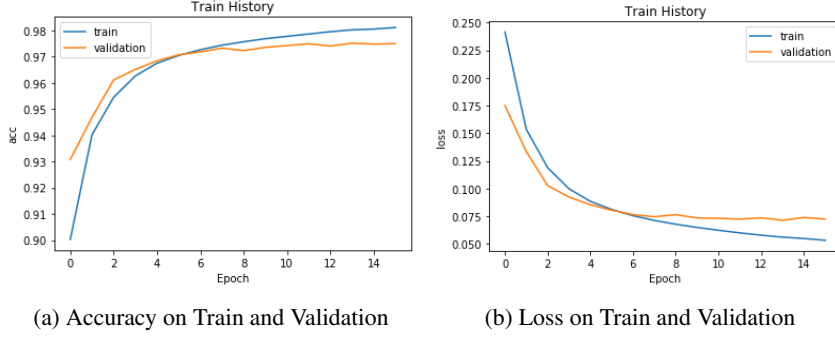 Train History
0.98
0.97
0.96
0.95
0.94
0.93
0.92
0.91
0.90
acc
train
validation
0 2 4 6 8 10 12 14
Epoch
(a) Accuracy on Train and Validation
Train History
0.250
0.225
0.200
0.175
0.150
0.125
0.100
0.075
0.050
loss
train
validation
0 2 4 6 8 10 12 14
Epoch
(b) Loss on Train and Validation